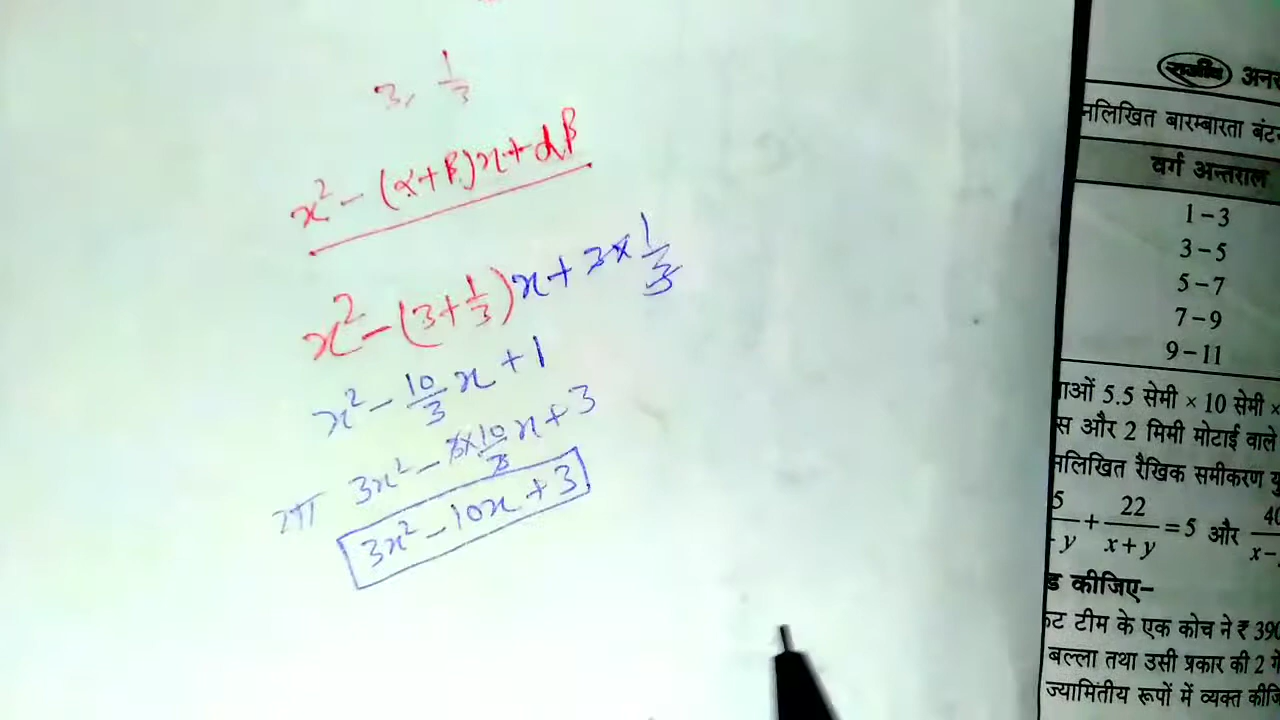 3, 1/3
x² - (α+β)x + αβ
x² - (3+1/3)x + 3×1/3
x² - 10/3 x + 1
या 3x² - 3×10/3 x + 3
3x² - 10x + 3
राजीव
नलिखित बारम्बारता
वर्ग अन्तराल
1–3
3–5
5–7
7–9
9–11
5.5 सेमी × 10 सेमी ×
और 2 मिमी मोटाई वाले
नलिखित रैखिक समीकरण
5/-y + 22/x+y = 5 और 40/x-
कीजिए–
टीम के एक कोच ने ₹ 390
बल्ला तथा उसी प्रकार की 2
ज्यामितीय रूपों में व्यक्त